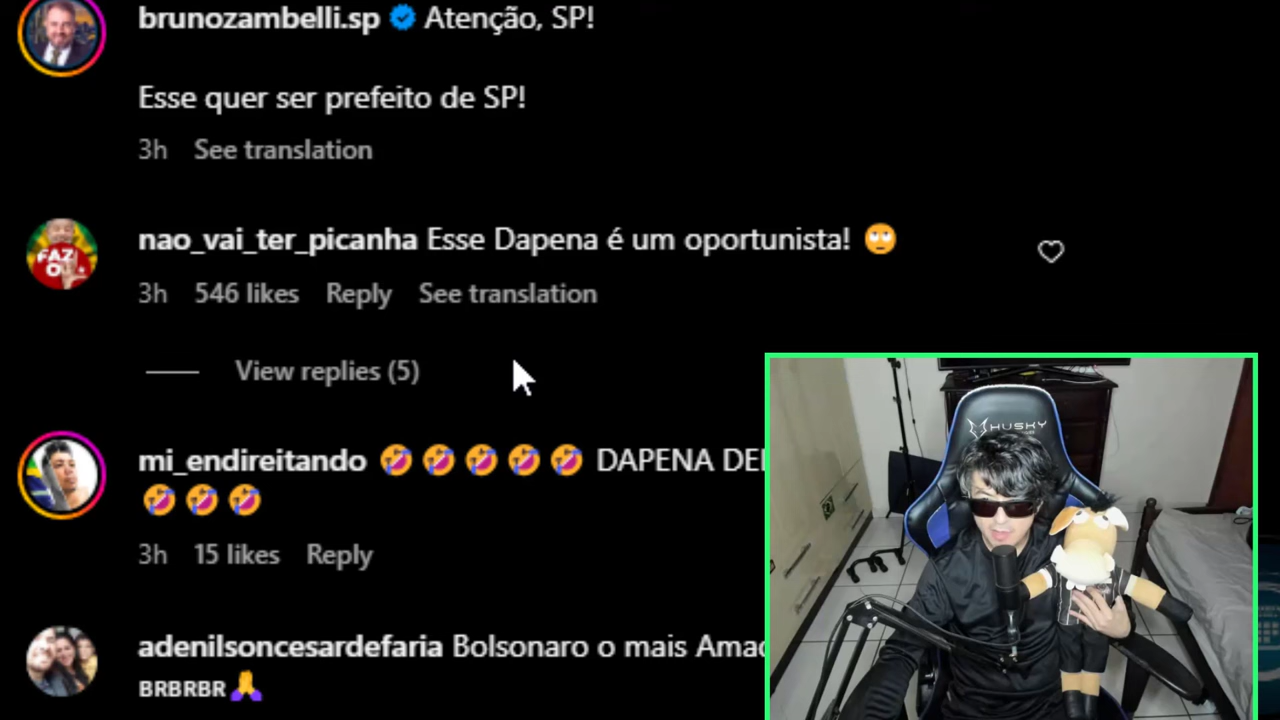 brunozambelli.sp Atenção, SP!
Esse quer ser prefeito de SP!
3h See translation
nao_vai_ter_picanha Esse Dapena é um oportunista! 🙄
3h 546 likes Reply See translation
View replies (5)
mi_endireitando 🤣🤣🤣🤣🤣 DAPENA
🤣🤣🤣
3h 15 likes Reply
adenilsoncesardefaria Bolsonaro o mais
BRBRBR🙏
FAZ
O
HUSKY